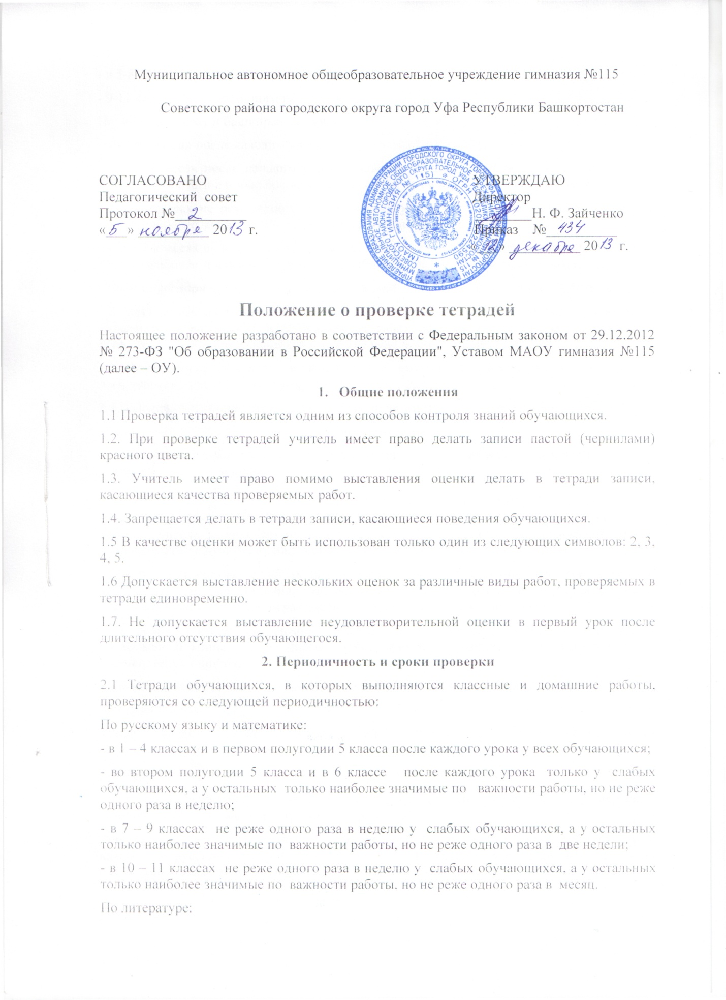 Муниципальное автономное общеобразовательное учреждение гимназия №115
Советского района городского округа город Уфа Республики Башкортостан
СОГЛАСОВАНО
Педагогический совет
Протокол № 2
«5» ноября 2013 г.
УТВЕРЖДАЮ
Директор
Н. Ф. Зайченко
Приказ № 434
«12» декабря 2013 г.
Положение о проверке тетрадей
Настоящее положение разработано в соответствии с Федеральным законом от 29.12.2012
№ 273-ФЗ "Об образовании в Российской Федерации", Уставом МАОУ гимназия №115
(далее – ОУ).
1. Общие положения
1.1 Проверка тетрадей является одним из способов контроля знаний обучающихся.
1.2. При проверке тетрадей учитель имеет право делать записи пастой (чернилами)
красного цвета.
1.3. Учитель имеет право помимо выставления оценки делать в тетради записи,
касающиеся качества проверяемых работ.
1.4. Запрещается делать в тетради записи, касающиеся поведения обучающихся.
1.5 В качестве оценки может быть использован только один из следующих символов: 2, 3,
4, 5.
1.6 Допускается выставление нескольких оценок за различные виды работ, проверяемых в
тетради единовременно.
1.7. Не допускается выставление неудовлетворительной оценки в первый урок после
длительного отсутствия обучающегося.
2. Периодичность и сроки проверки
2.1 Тетради обучающихся, в которых выполняются классные и домашние работы,
проверяются со следующей периодичностью:
По русскому языку и математике:
- в 1 – 4 классах и в первом полугодии 5 класса после каждого урока у всех обучающихся;
- во втором полугодии 5 класса и в 6 классе после каждого урока только у слабых
обучающихся, а у остальных только наиболее значимые по важности работы, но не реже
одного раза в неделю;
- в 7 – 9 классах не реже одного раза в неделю у слабых обучающихся, а у остальных
только наиболее значимые по важности работы, но не реже одного раза в две недели;
- в 10 – 11 классах не реже одного раза в неделю у слабых обучающихся, а у остальных
только наиболее значимые по важности работы, но не реже одного раза в месяц.
По литературе: